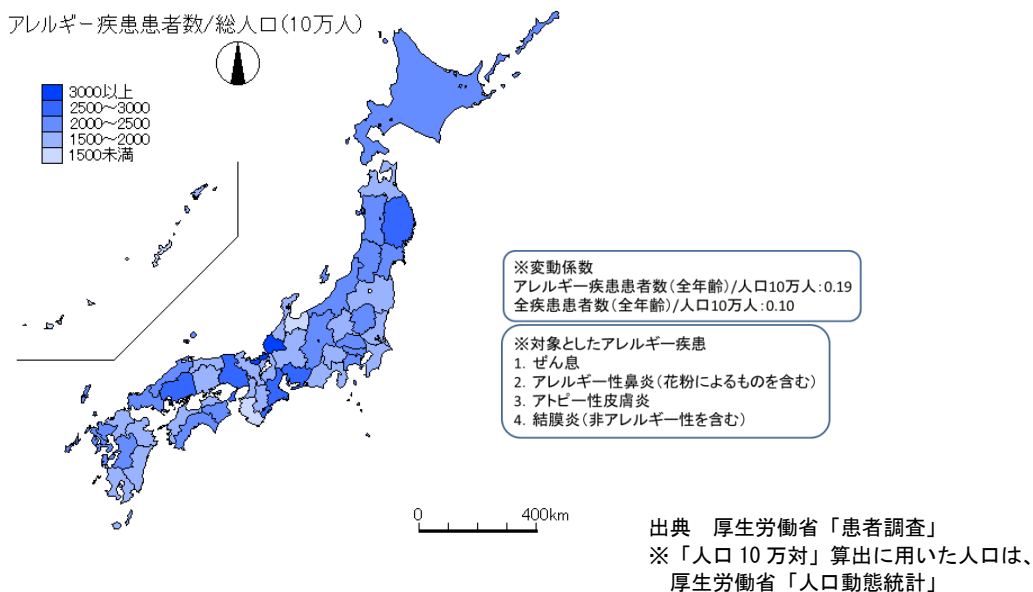 アレルギー疾患患者数/総人口(10万人)
3000以上
2500～3000
2000～2500
1500～2000
1500未満
※変動係数
アレルギー疾患患者数(全年齢)/人口10万人:0.19
全疾患患者数(全年齢)/人口10万人:0.10
※対象としたアレルギー疾患
1. ぜん息
2. アレルギー性鼻炎(花粉によるものを含む)
3. アトピー性皮膚炎
4. 結膜炎(非アレルギー性を含む)
0 400km
出典　厚生労働省「患者調査」
※「人口10万対」算出に用いた人口は、
厚生労働省「人口動態統計」